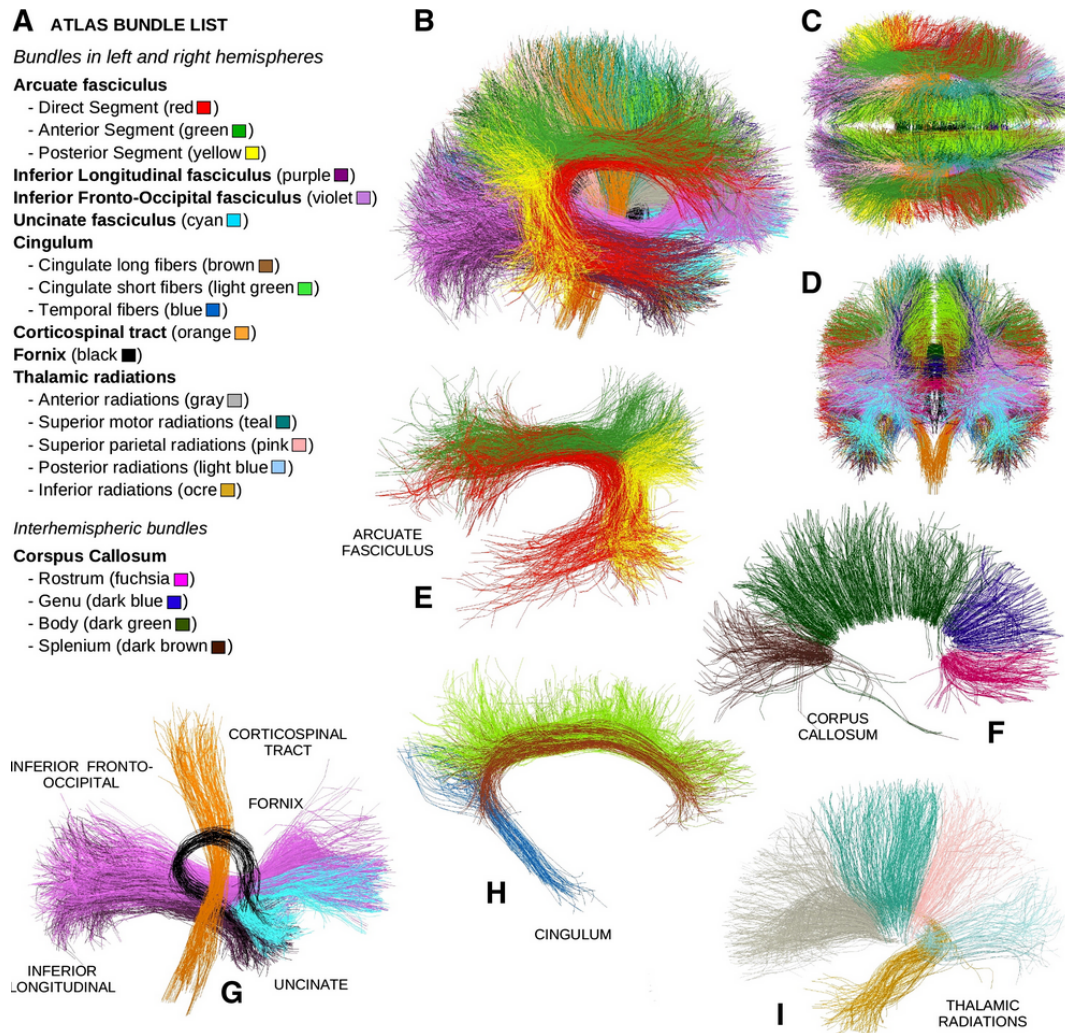 A ATLAS BUNDLE LIST
Bundles in left and right hemispheres
Arcuate fasciculus
- Direct Segment (red )
- Anterior Segment (green )
- Posterior Segment (yellow )
Inferior Longitudinal fasciculus (purple )
Inferior Fronto-Occipital fasciculus (violet )
Uncinate fasciculus (cyan )
Cingulum
- Cingulate long fibers (brown )
- Cingulate short fibers (light green )
- Temporal fibers (blue )
Corticospinal tract (orange )
Fornix (black )
Thalamic radiations
- Anterior radiations (gray )
- Superior motor radiations (teal )
- Superior parietal radiations (pink )
- Posterior radiations (light blue )
- Inferior radiations (ocre )
Interhemispheric bundles
Corspus Callosum
- Rostrum (fuchsia )
- Genu (dark blue )
- Body (dark green )
- Splenium (dark brown )
B
C
D
ARCUATE
FASCICULUS
E
CORPUS
CALLOSUM
F
CORTICOSPINAL
TRACT
INFERIOR FRONTO-
OCCIPITAL
FORNIX
INFERIOR
LONGITUDINAL
G
UNCINATE
H
CINGULUM
I
THALAMIC
RADIATIONS